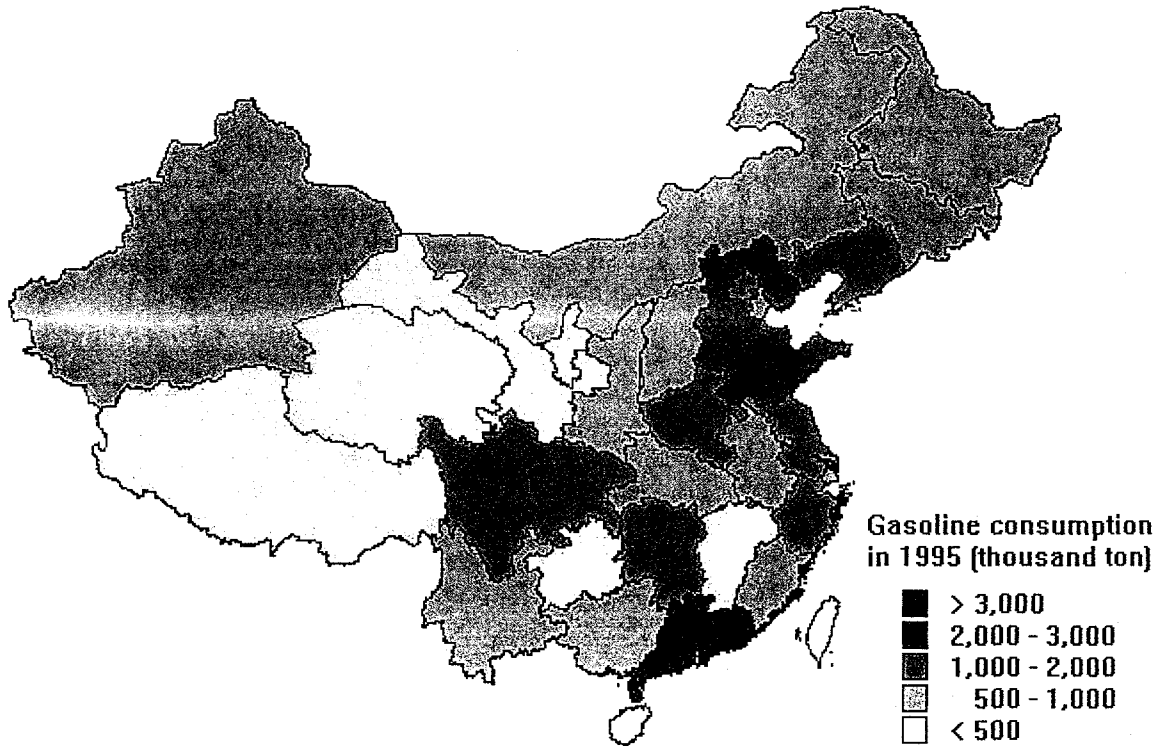 Gasoline consumption
in 1995 (thousand ton)
> 3,000
2,000 - 3,000
1,000 - 2,000
500 - 1,000
< 500